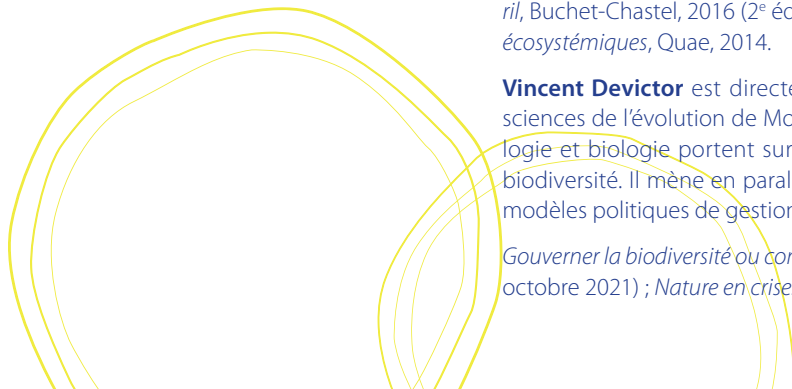 ril, Buchet-Chastel, 2016 (2e éd
écosystémiques, Quae, 2014.
Vincent Devictor est directe
sciences de l’évolution de Mo
logie et biologie portent sur
biodiversité. Il mène en paral
modèles politiques de gestion
Gouverner la biodiversité ou com
octobre 2021) ; Nature en crise